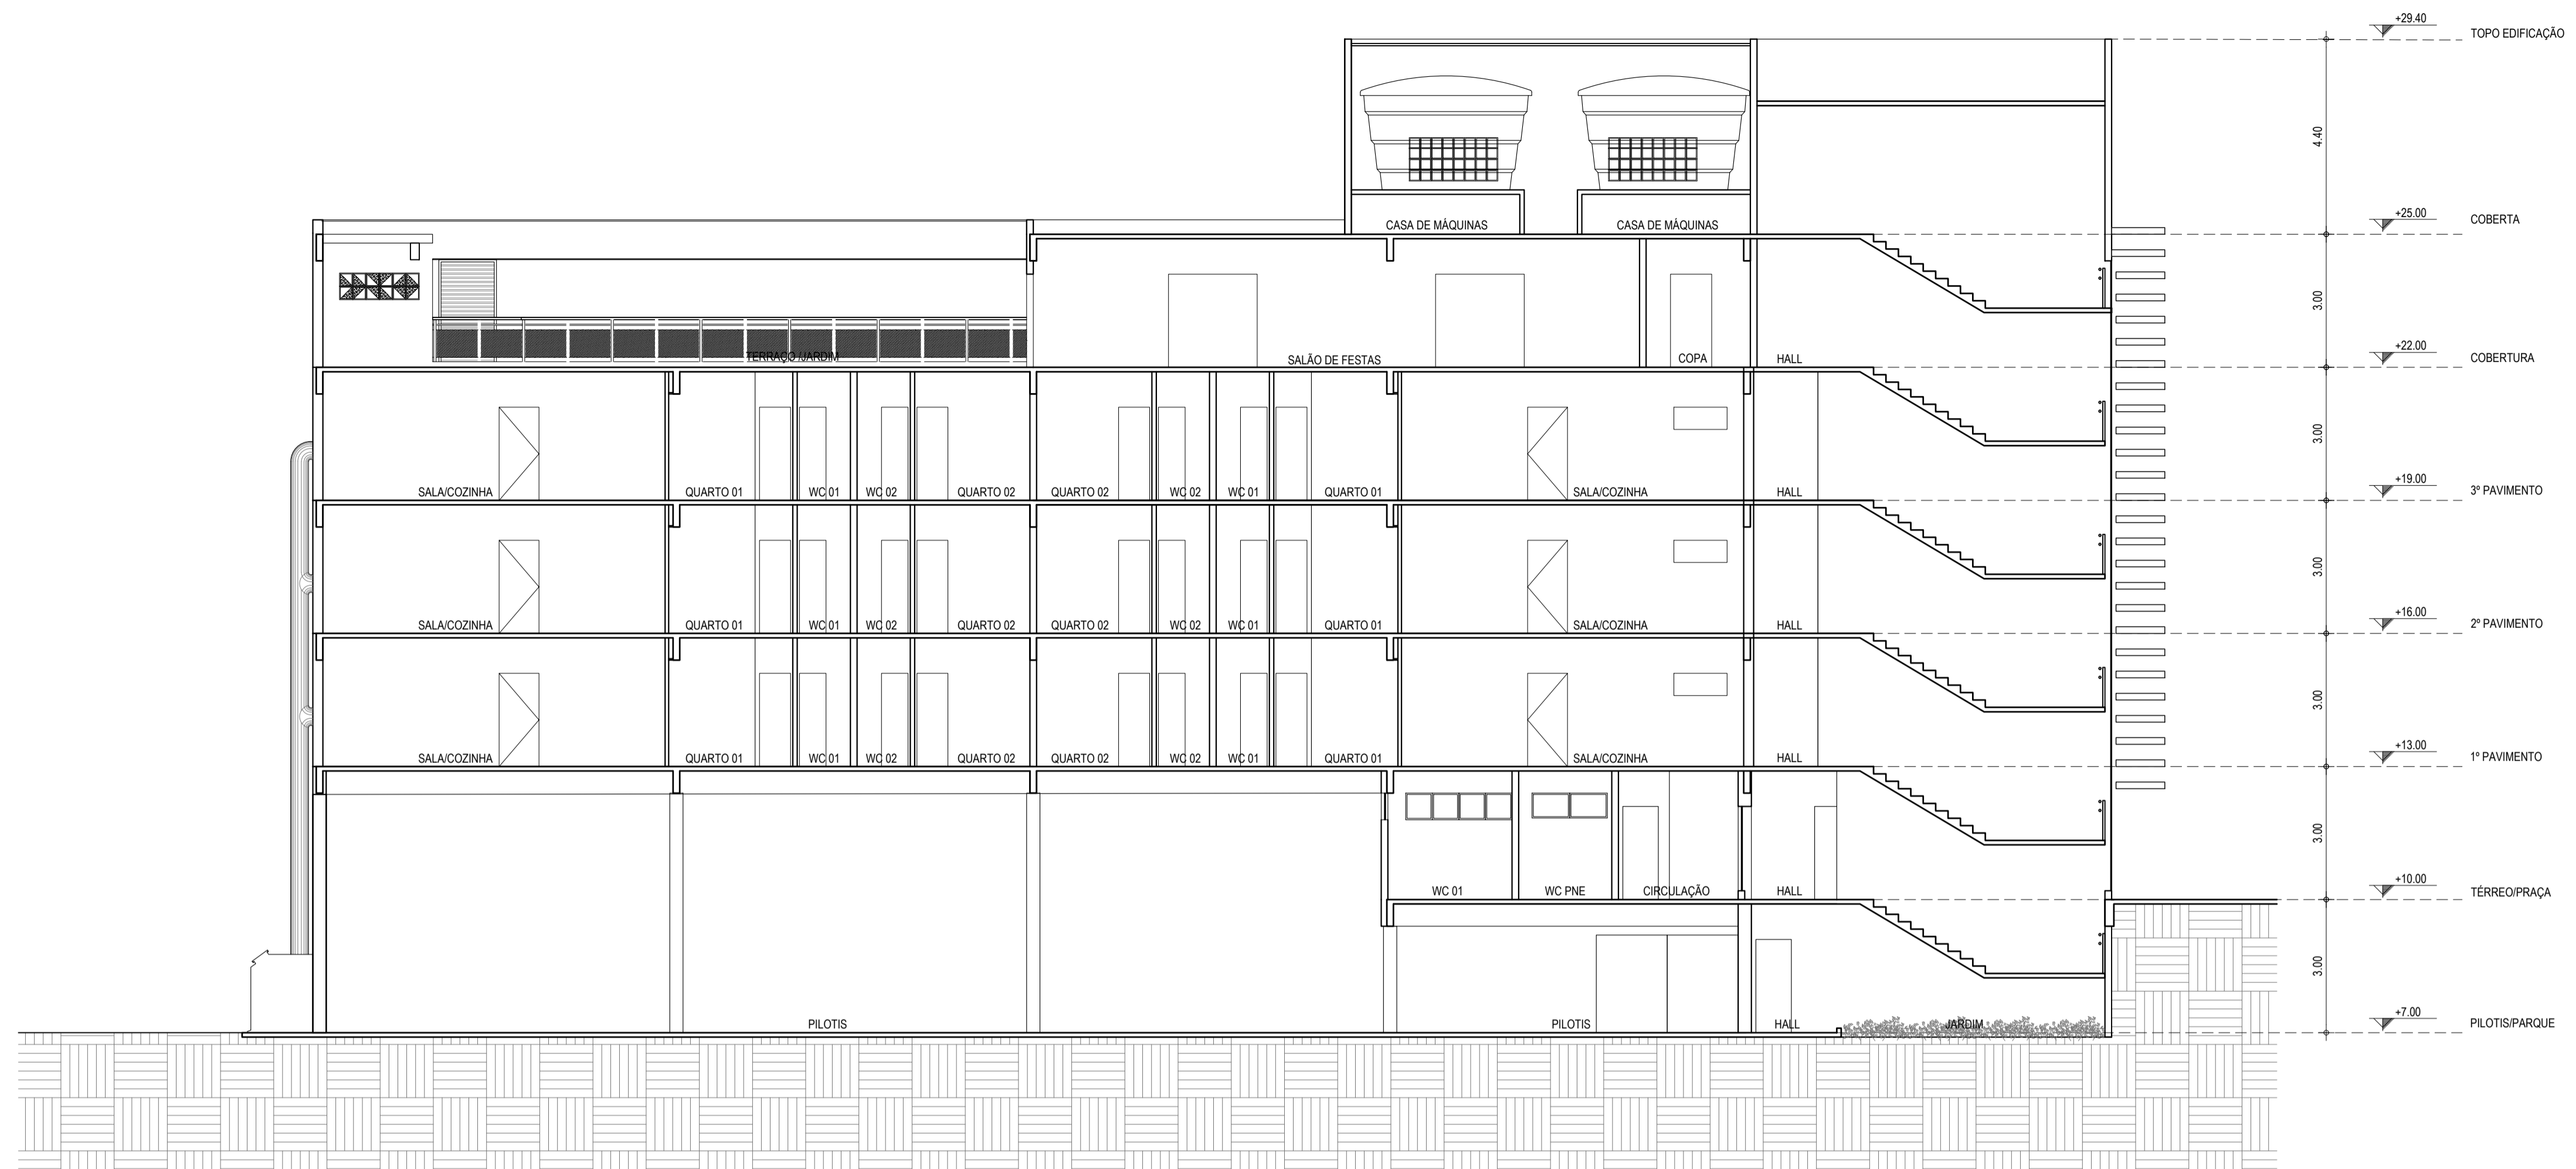 +29.40
TOPO EDIFICAÇÃO
4.40
CASA DE MÁQUINAS
CASA DE MÁQUINAS
+25.00
COBERTA
3.00
TERRAÇO /JARDIM
SALÃO DE FESTAS
COPA
HALL
+22.00
COBERTURA
3.00
SALA/COZINHA
QUARTO 01
WC 01
WC 02
QUARTO 02
QUARTO 02
WC 02
WC 01
QUARTO 01
SALA/COZINHA
HALL
+19.00
3º PAVIMENTO
3.00
SALA/COZINHA
QUARTO 01
WC 01
WC 02
QUARTO 02
QUARTO 02
WC 02
WC 01
QUARTO 01
SALA/COZINHA
HALL
+16.00
2º PAVIMENTO
3.00
SALA/COZINHA
QUARTO 01
WC 01
WC 02
QUARTO 02
QUARTO 02
WC 02
WC 01
QUARTO 01
SALA/COZINHA
HALL
+13.00
1º PAVIMENTO
3.00
WC 01
WC PNE
CIRCULAÇÃO
HALL
+10.00
TÉRREO/PRAÇA
3.00
PILOTIS
PILOTIS
HALL
JARDIM
+7.00
PILOTIS/PARQUE